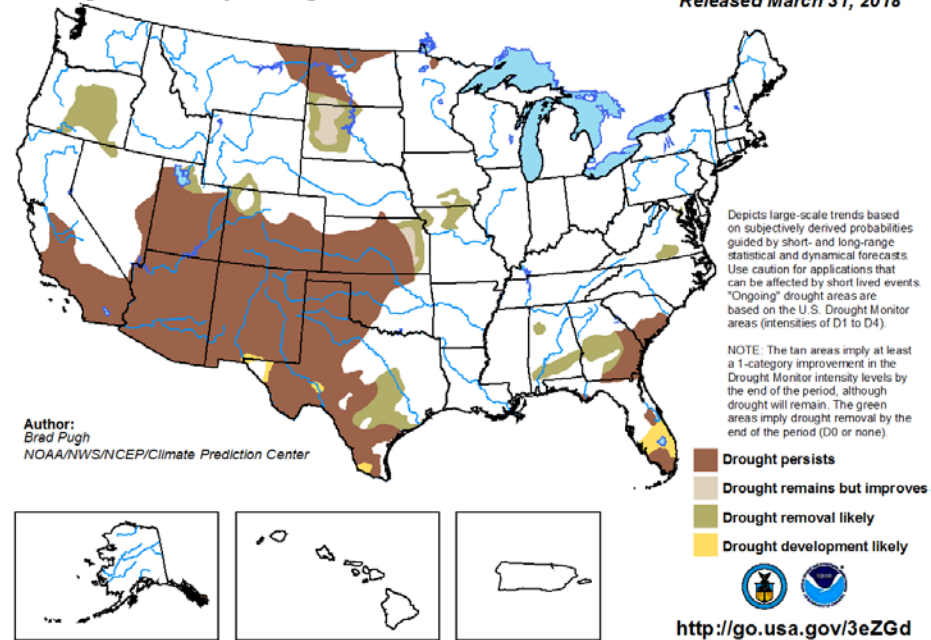 Released March 31, 2018
Depicts large-scale trends based
on subjectively derived probabilities
guided by short- and long-range
statistical and dynamical forecasts.
Use caution for applications that
can be affected by short lived events.
"Ongoing" drought areas are
based on the U.S. Drought Monitor
areas (intensities of D1 to D4).
NOTE: The tan areas imply at least
a 1-category improvement in the
Drought Monitor intensity levels by
the end of the period, although
drought will remain. The green
areas imply drought removal by the
end of the period (D0 or none).
Author:
Brad Pugh
NOAA/NWS/NCEP/Climate Prediction Center
Drought persists
Drought remains but improves
Drought removal likely
Drought development likely
http://go.usa.gov/3eZGd